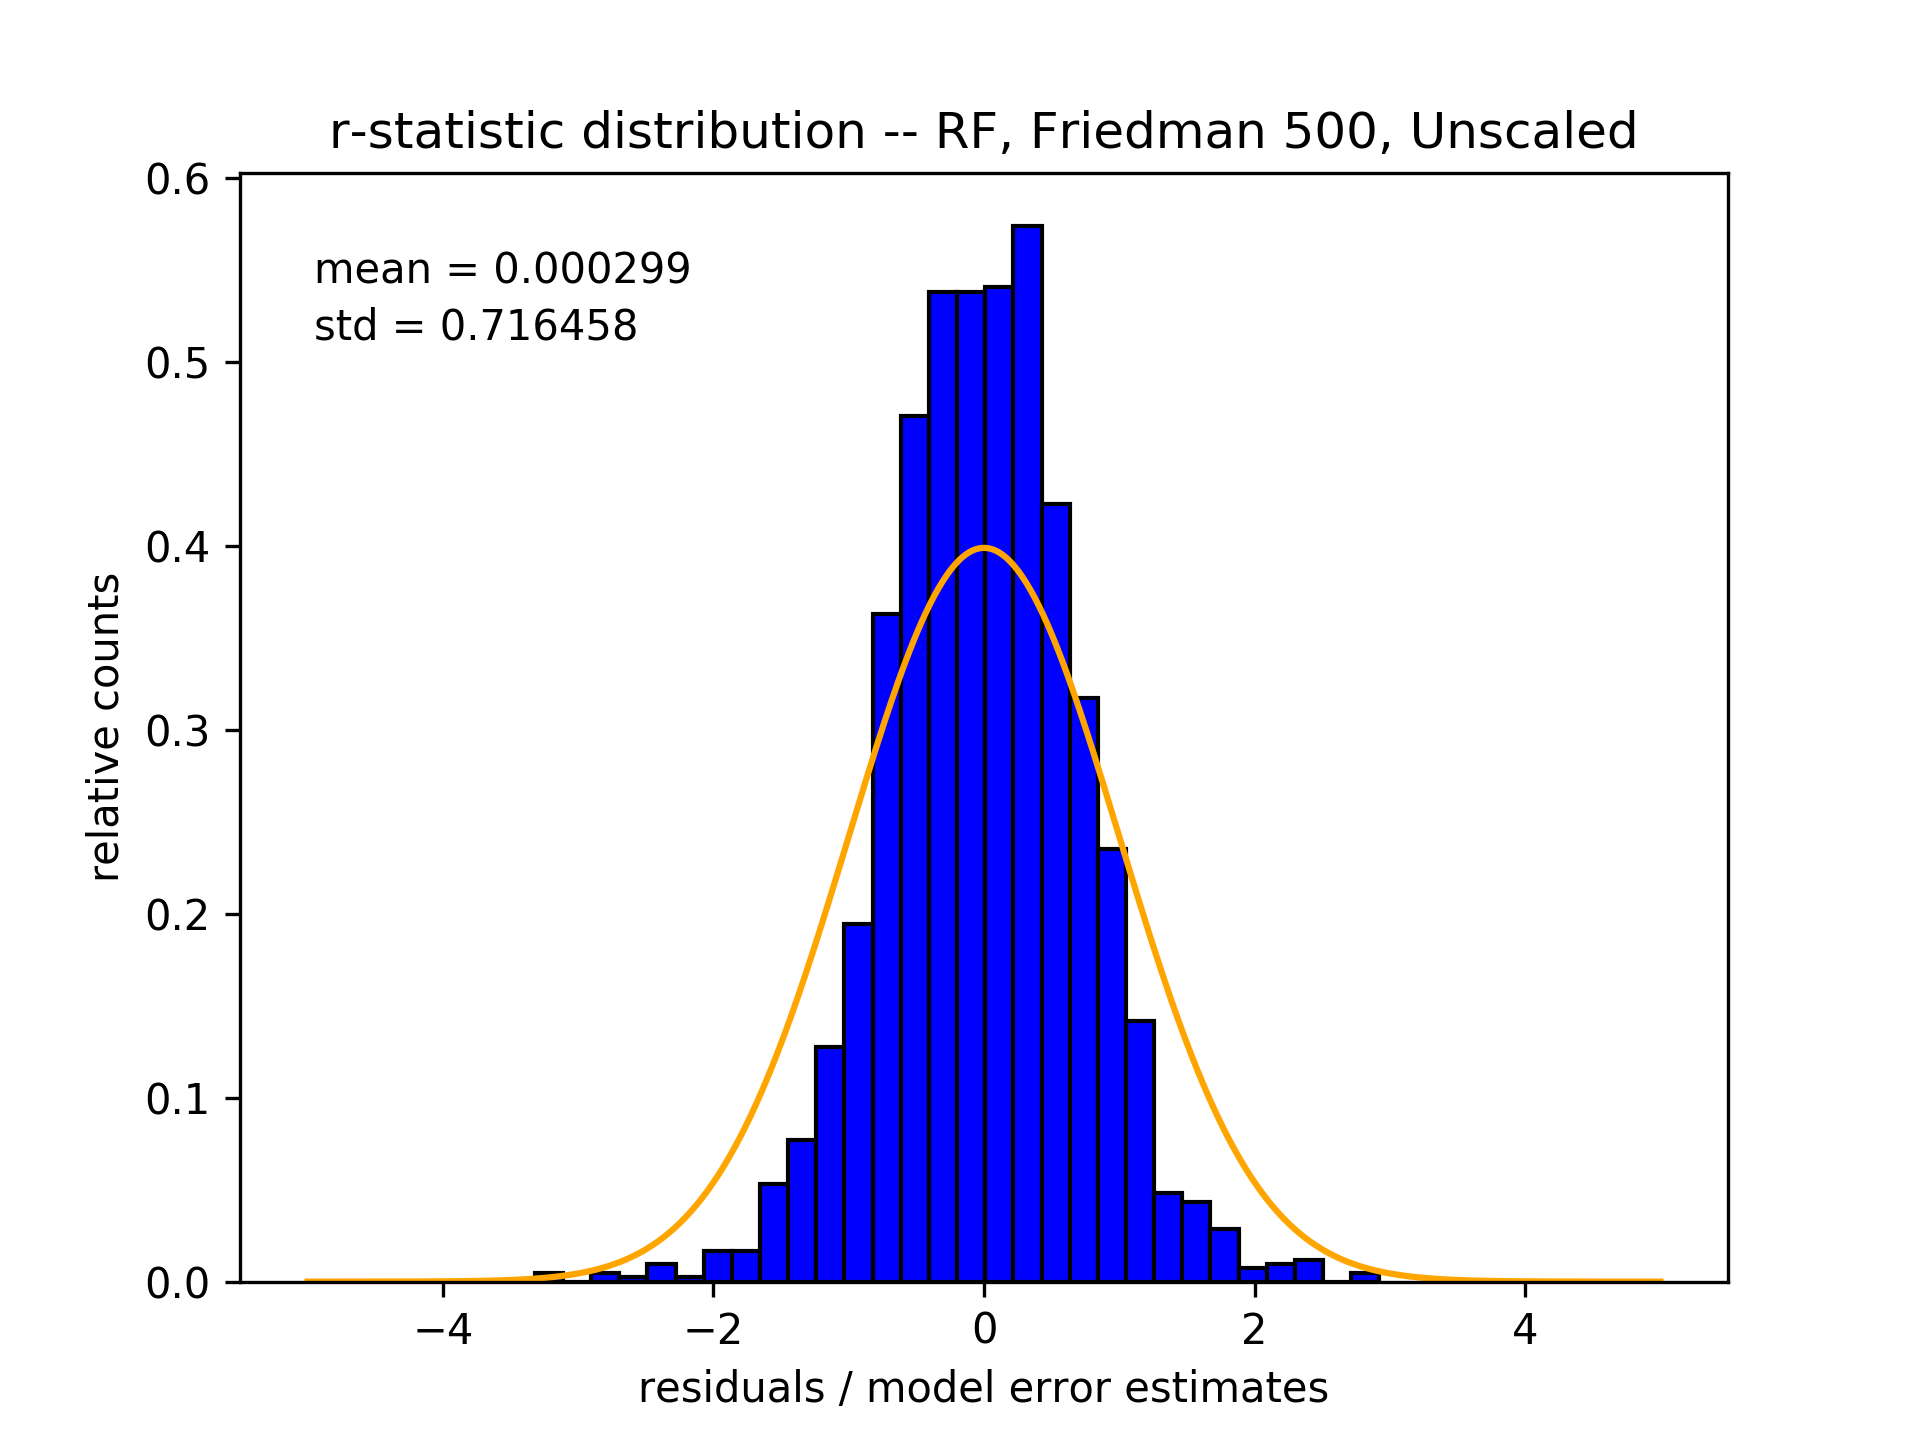 r-statistic distribution -- RF, Friedman 500, Unscaled
mean = 0.000299
std = 0.716458
0.6
0.5
0.4
0.3
0.2
0.1
0.0
relative counts
−4
−2
0
2
4
residuals / model error estimates